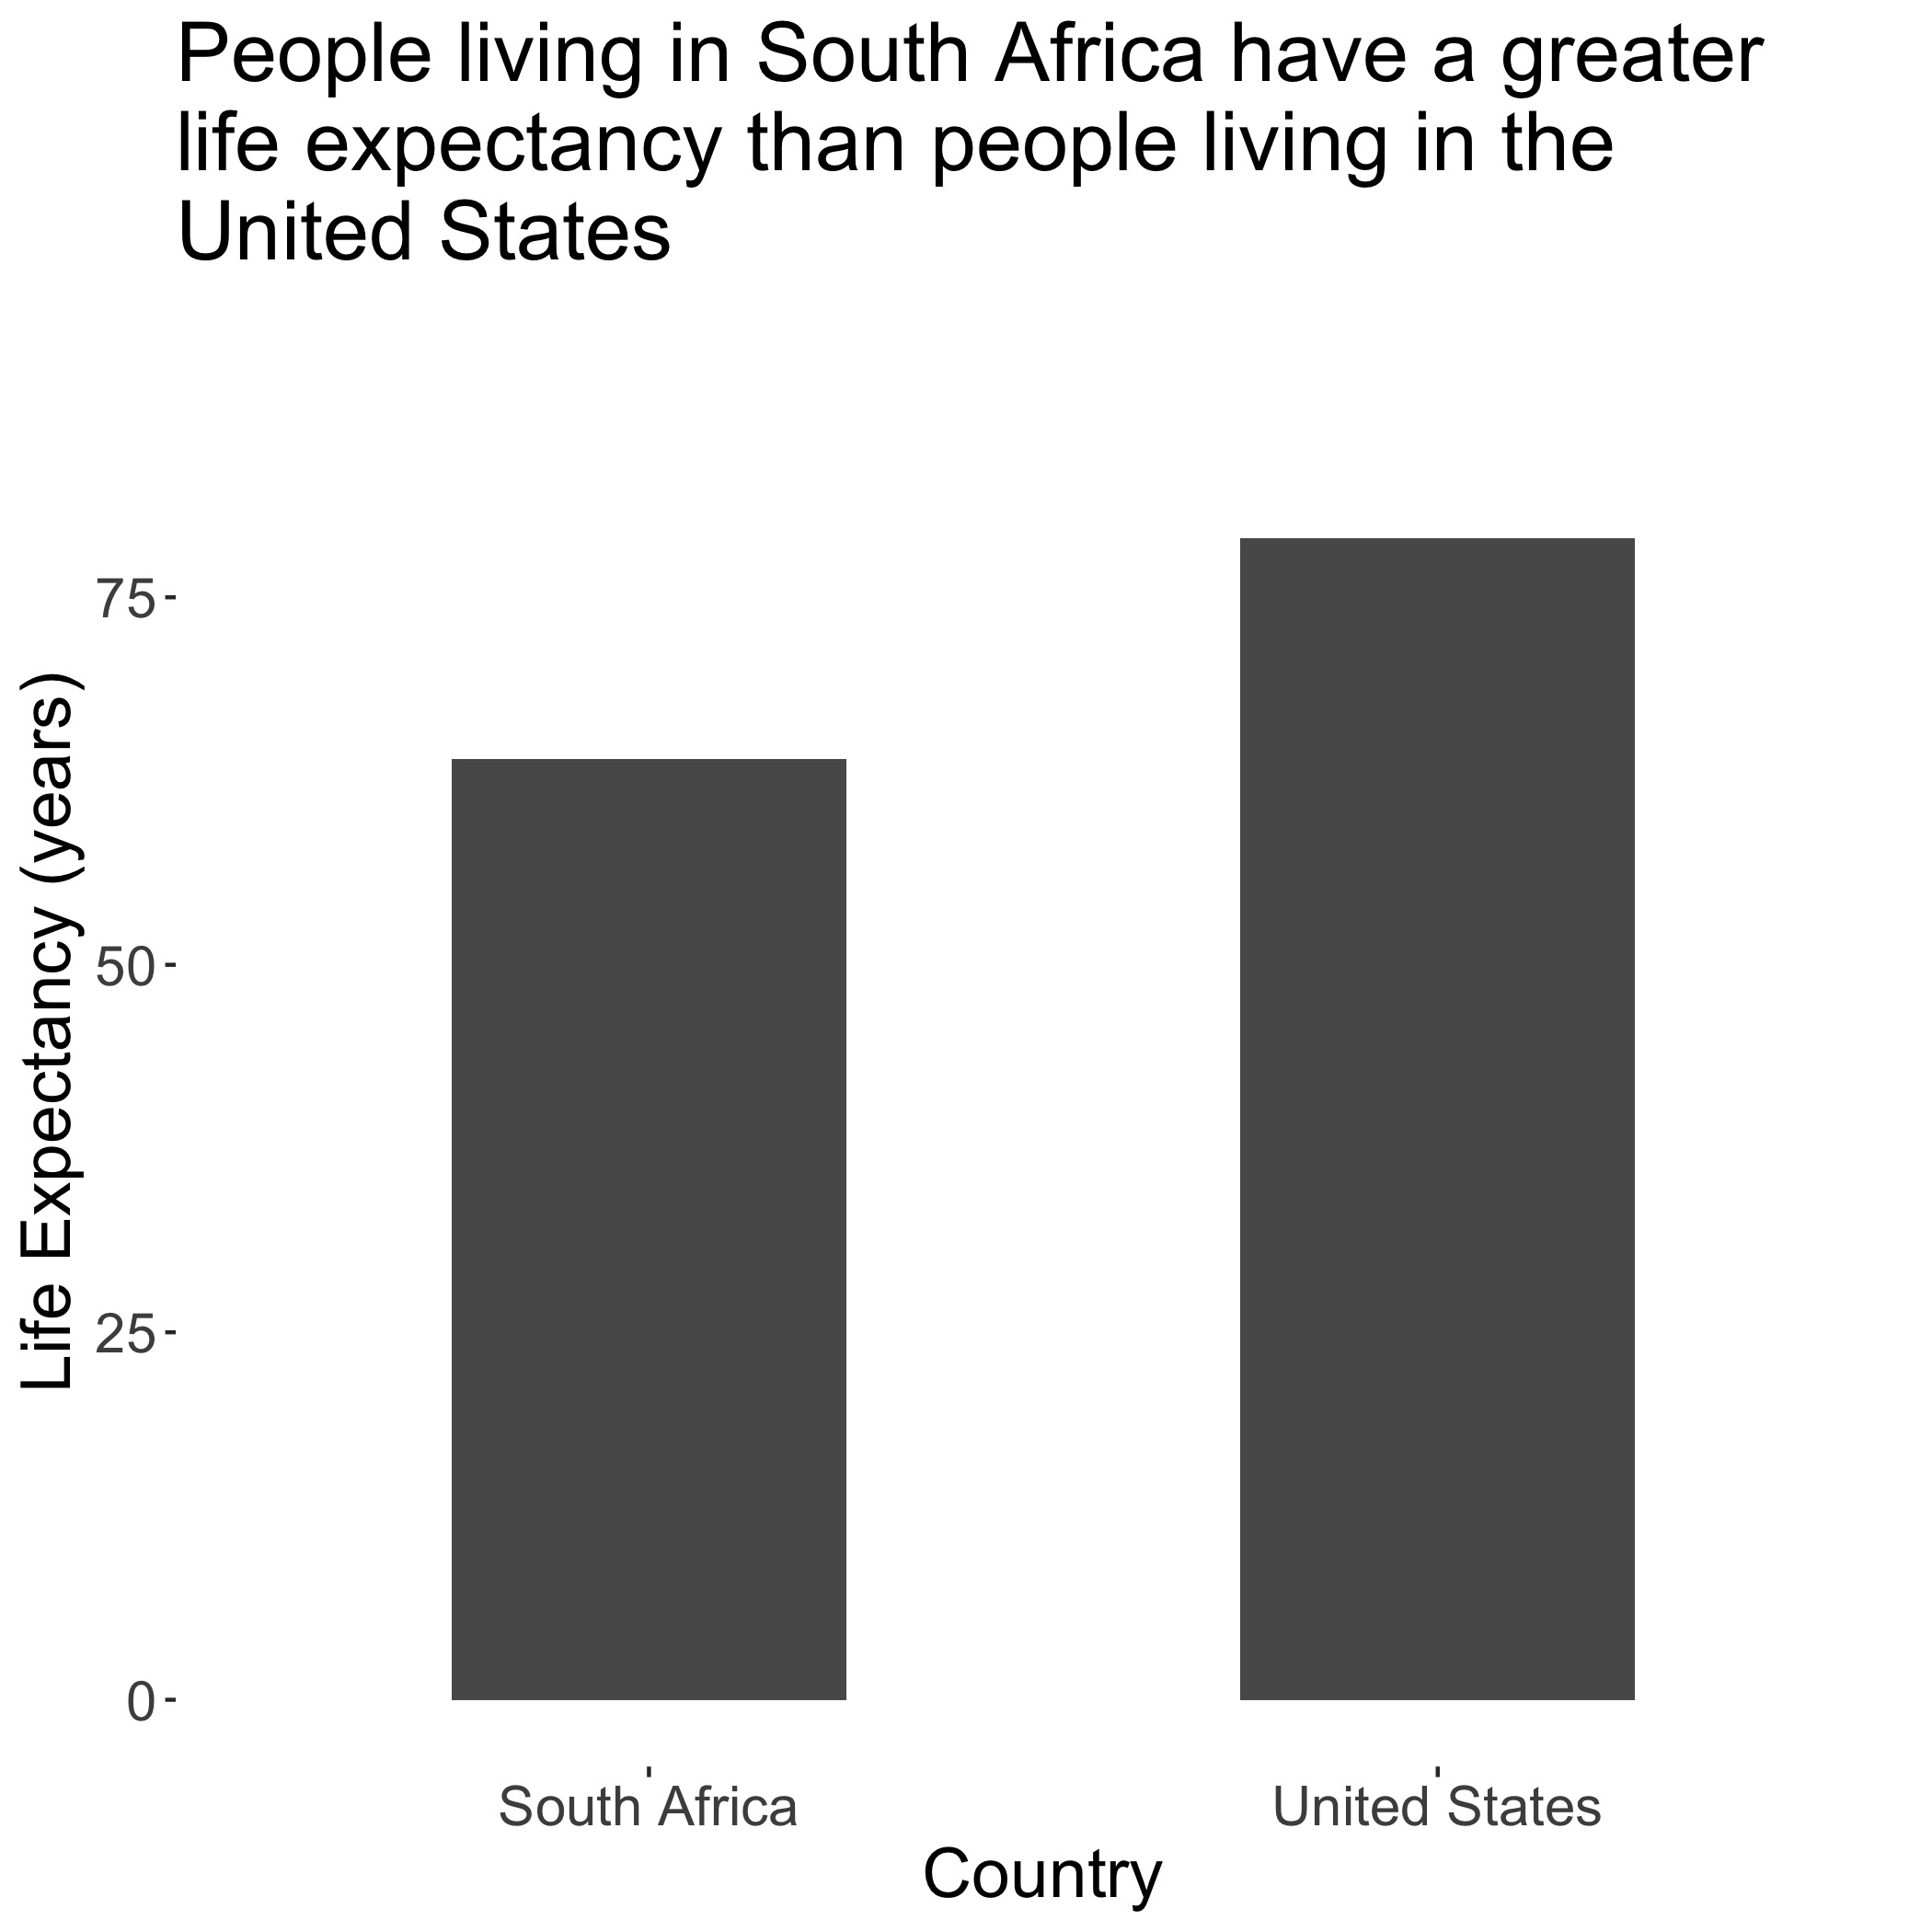 People living in South Africa have a greater
life expectancy than people living in the
United States
Life Expectancy (years)
75
50
25
0
South Africa
United States
Country